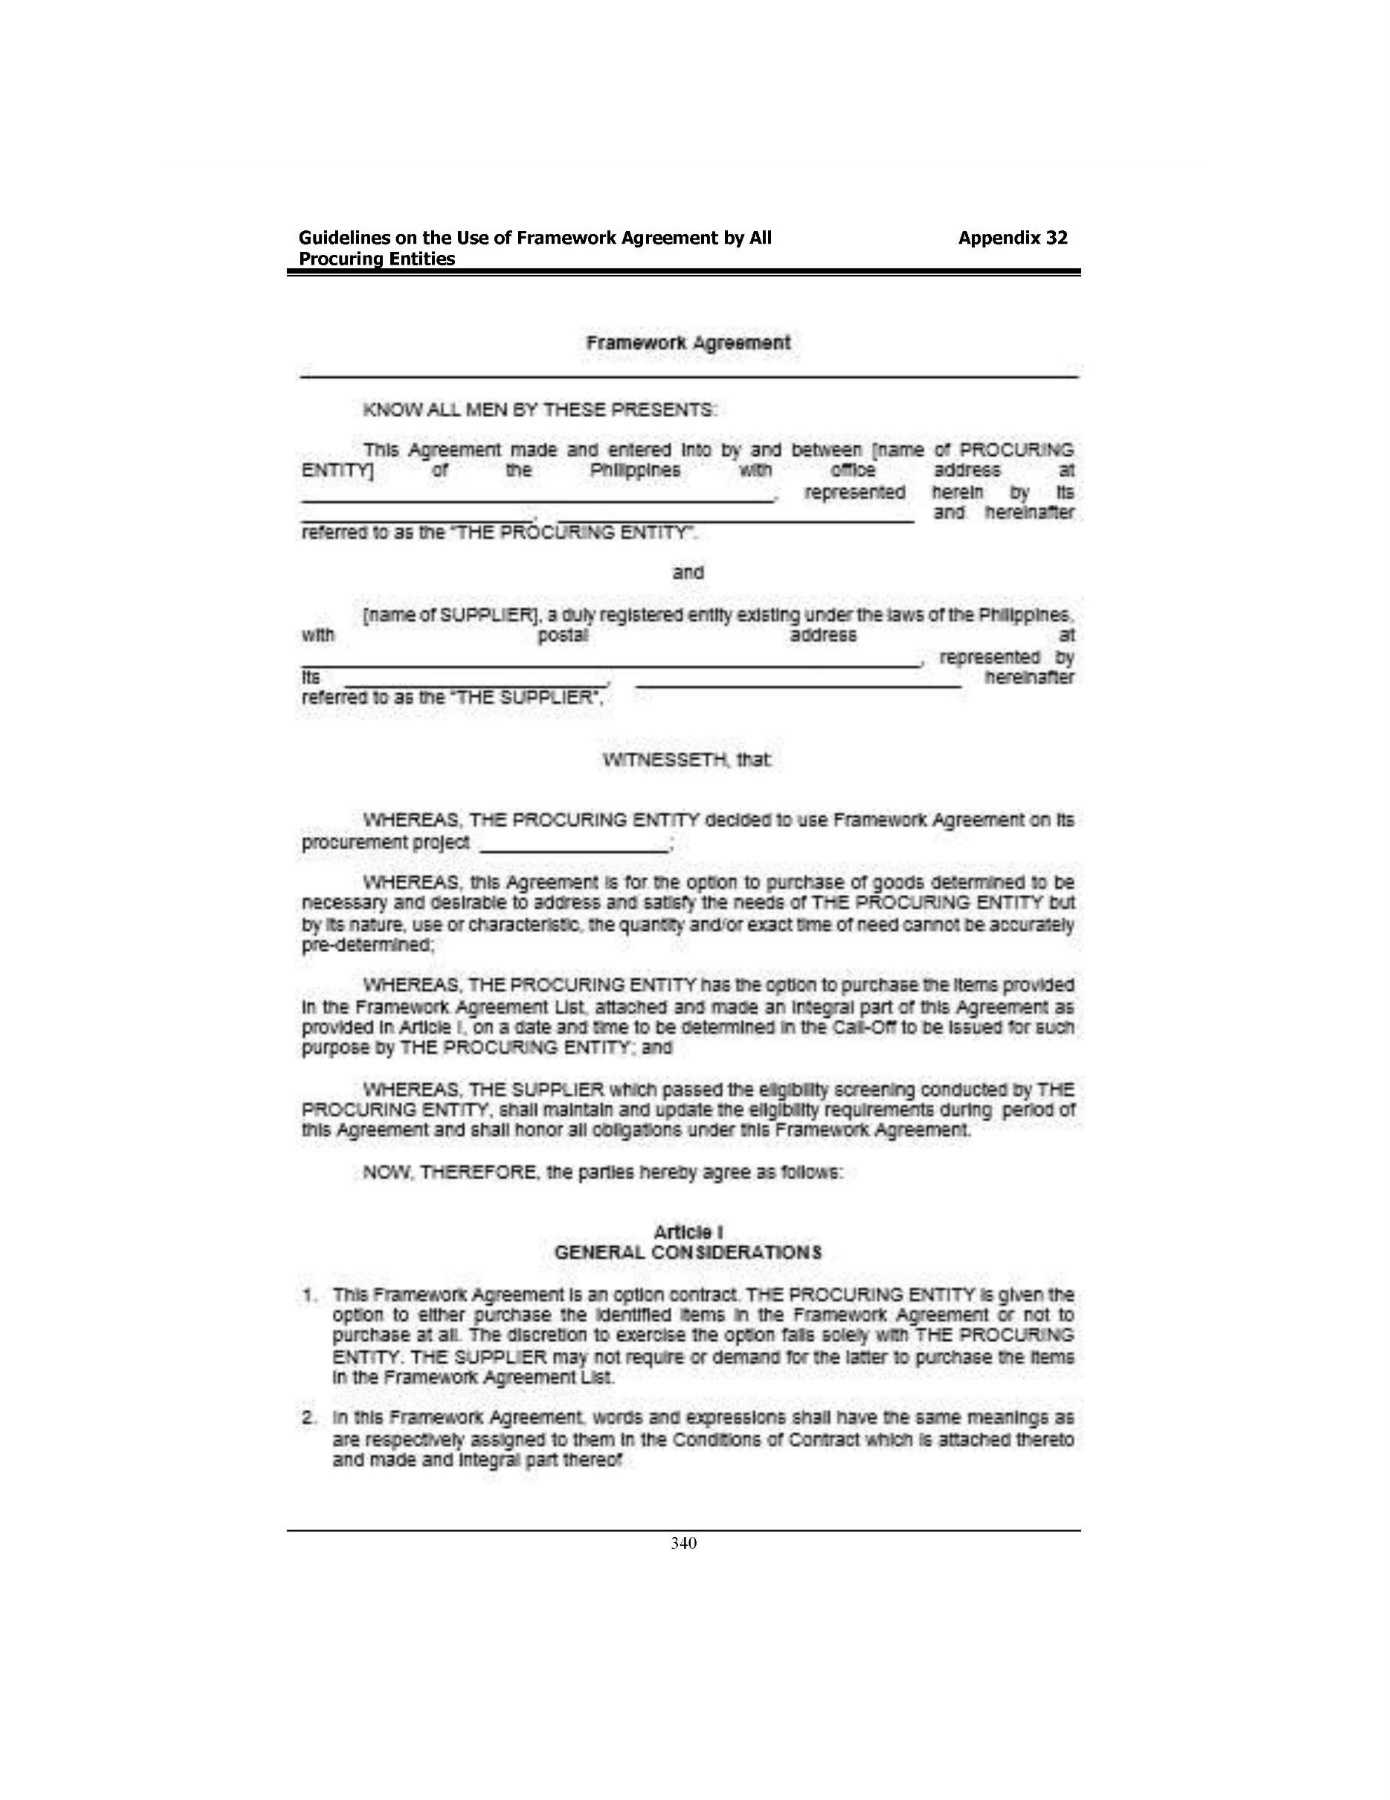 Guidelines on the Use of Framework Agreement by All Appendix 32
Procuring Entities
Framework Agreement
KNOW ALL MEN BY THESE PRESENTS:
This Agreement made and entered into by and between [name of PROCURING
ENTITY] of the Philippines with office address at
____________________, represented herein by its
____________________, ____________________ and hereinafter
referred to as the "THE PROCURING ENTITY".
and
[name of SUPPLIER], a duly registered entity existing under the laws of the Philippines,
with postal address at
____________________, represented by
its ____________________, ____________________ hereinafter
referred to as the "THE SUPPLIER",
WITNESSETH, that:
WHEREAS, THE PROCURING ENTITY decided to use Framework Agreement on its
procurement project ____________________;
WHEREAS, this Agreement is for the option to purchase of goods determined to be
necessary and desirable to address and satisfy the needs of THE PROCURING ENTITY but
by its nature, use or characteristic, the quantity and/or exact time of need cannot be accurately
pre-determined;
WHEREAS, THE PROCURING ENTITY has the option to purchase the items provided
in the Framework Agreement List, attached and made an integral part of this Agreement as
provided in Article I, on a date and time to be determined in the Call-Off to be issued for such
purpose by THE PROCURING ENTITY; and
WHEREAS, THE SUPPLIER which passed the eligibility screening conducted by THE
PROCURING ENTITY, shall maintain and update the eligibility requirements during period of
this Agreement and shall honor all obligations under this Framework Agreement.
NOW, THEREFORE, the parties hereby agree as follows:
Article I
GENERAL CONSIDERATIONS
1. This Framework Agreement is an option contract. THE PROCURING ENTITY is given the
option to either purchase the identified items in the Framework Agreement or not to
purchase at all. The discretion to exercise the option falls solely with THE PROCURING
ENTITY. THE SUPPLIER may not require or demand for the latter to purchase the items
in the Framework Agreement List.
2. In this Framework Agreement, words and expressions shall have the same meanings as
are respectively assigned to them in the Conditions of Contract which is attached thereto
and made and integral part thereof
340